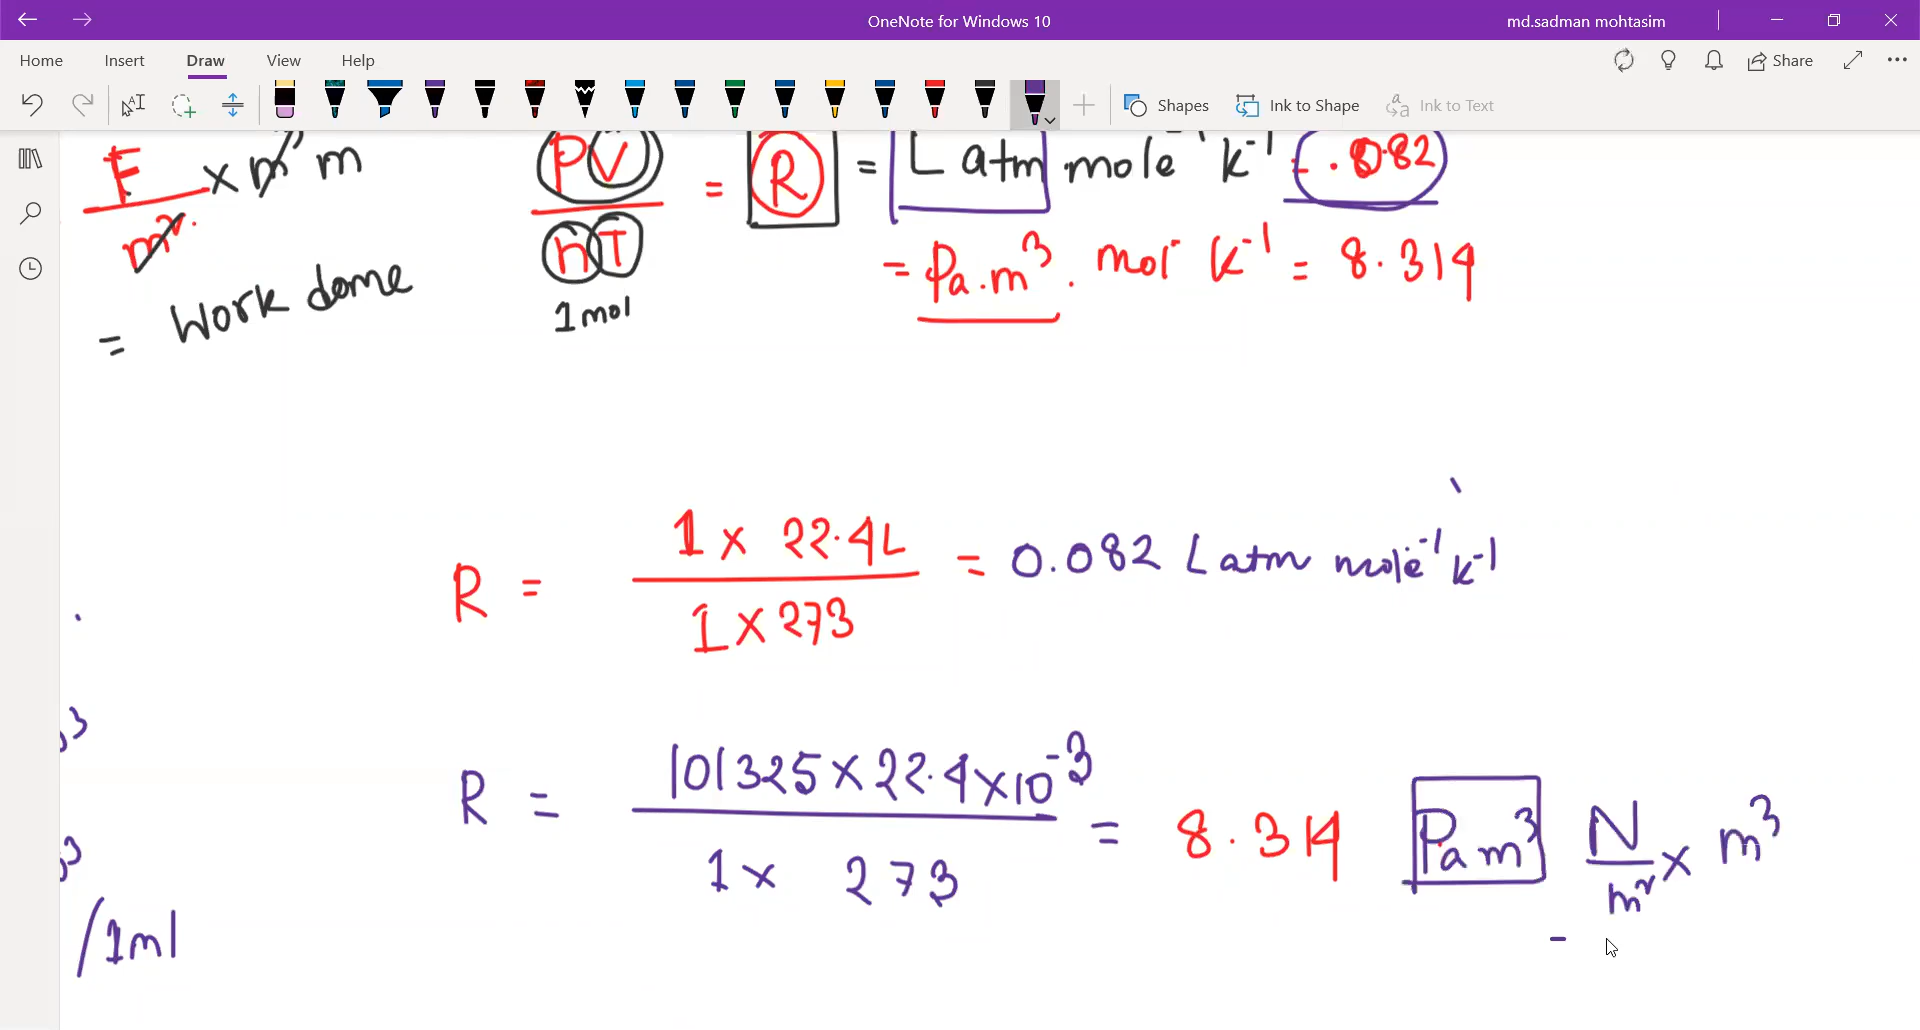 OneNote for Windows 10
md.sadman mohtasim
Home Insert Draw View Help
Share
Shapes Ink to Shape Ink to Text
F/m² × m² m
= Work dome
PV/nT = R = L atm mole⁻¹ k⁻¹ = .082
1 mol
= Pa.m³. mol⁻ k⁻¹ = 8.314
R = 1 × 22.4L / 1 × 273 = 0.082 L atm mole⁻¹ k⁻¹
R = 101325 × 22.4 × 10⁻³ / 1 × 273 = 8.314 Pa m³ N/m² × m³
/1ml